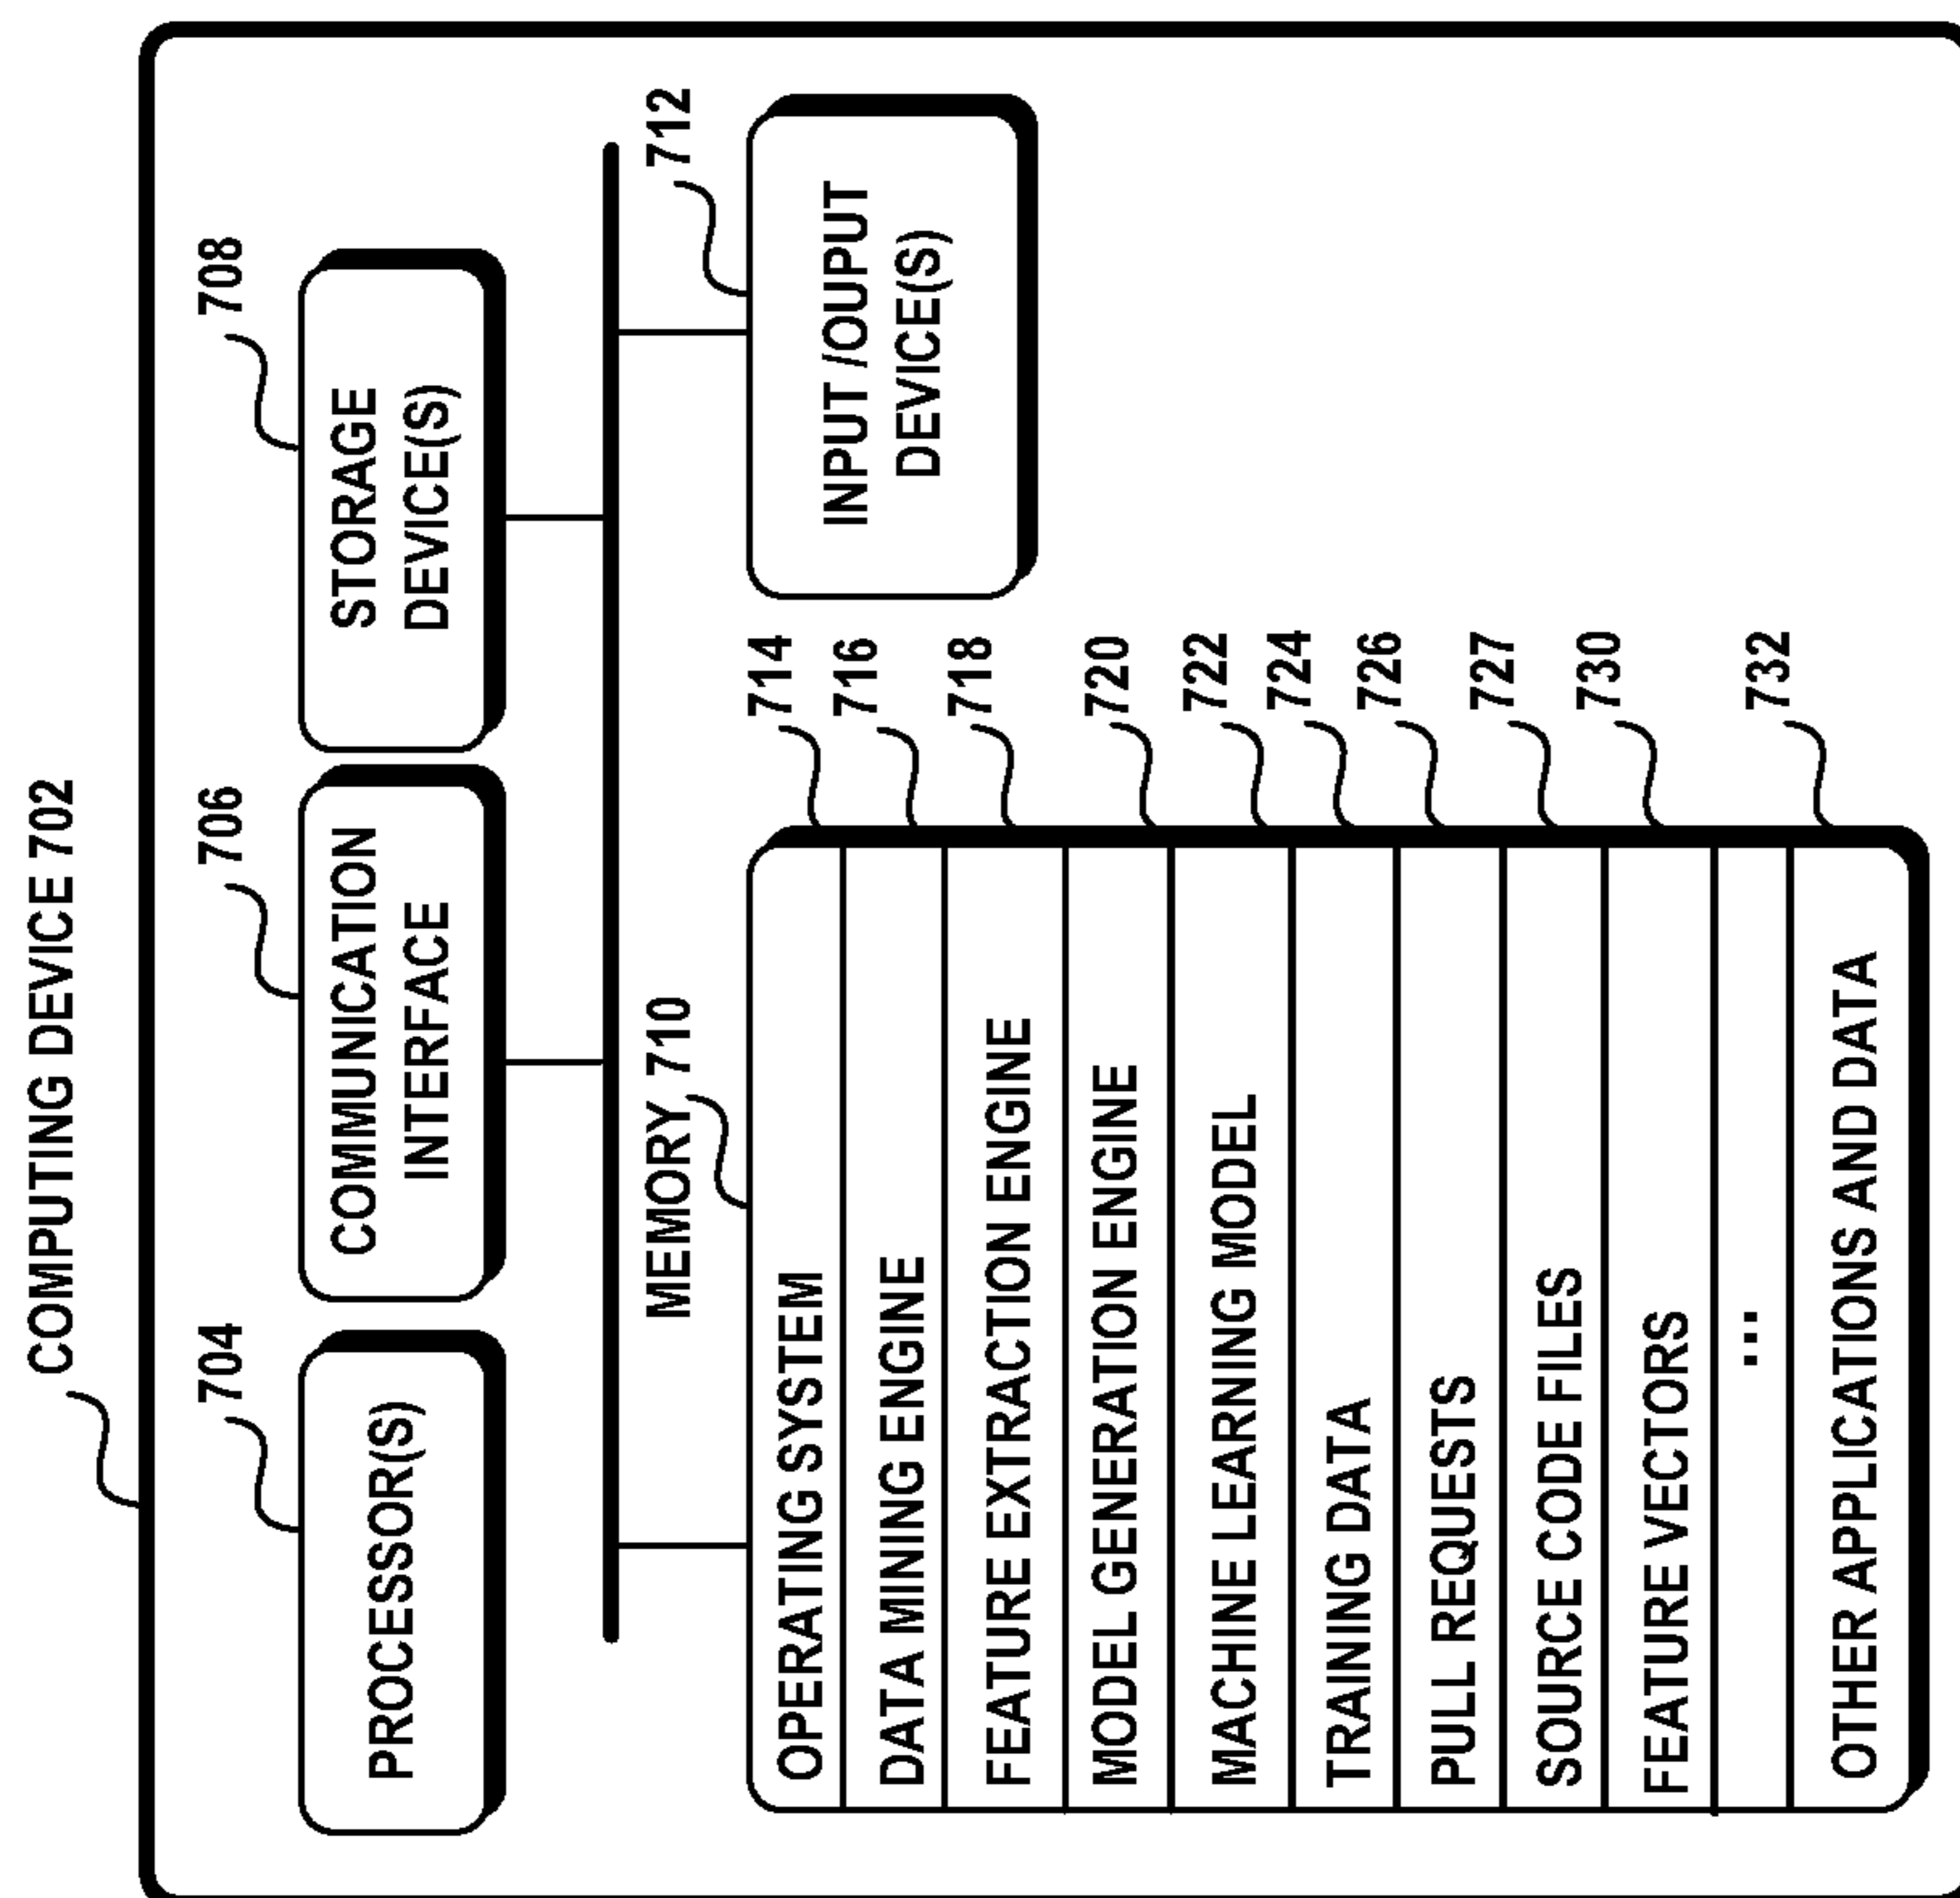 COMPUTING DEVICE 702
704
706
708
PROCESSOR(S)
COMMUNICATION
INTERFACE
STORAGE
DEVICE(S)
MEMORY 710
712
INPUT /OUPUT
DEVICE(S)
OPERATING SYSTEM
714
DATA MINING ENGINE
716
FEATURE EXTRACTION ENGINE
718
MODEL GENERATION ENGINE
720
MACHINE LEARNING MODEL
722
TRAINING DATA
724
PULL REQUESTS
726
SOURCE CODE FILES
727
FEATURE VECTORS
730
...
OTHER APPLICATIONS AND DATA
732